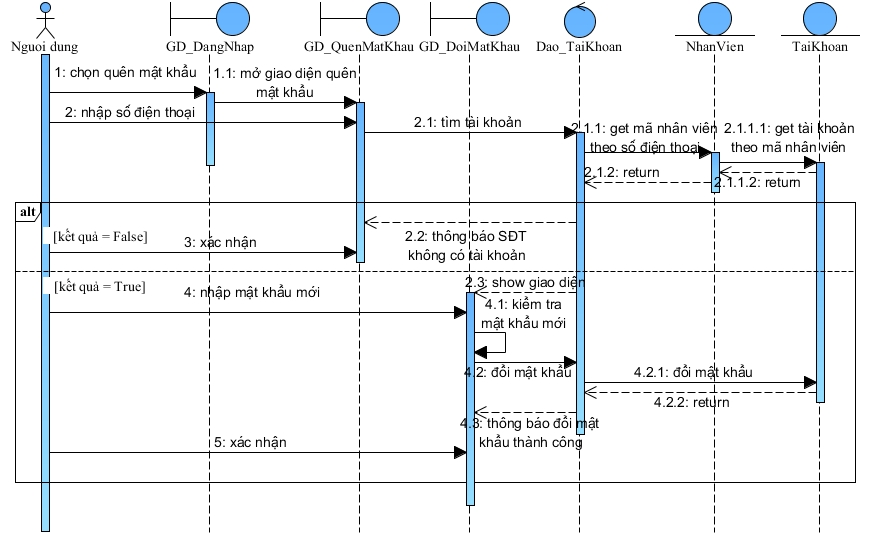 Nguoi dung
GD_DangNhap
GD_QuenMatKhau
GD_DoiMatKhau
Dao_TaiKhoan
NhanVien
TaiKhoan
1: chọn quên mật khẩu
1.1: mở giao diện quên
mật khẩu
2: nhập số điện thoại
2.1: tìm tài khoản
2.1.1: get mã nhân viên
theo số điện thoại
2.1.1.1: get tài khoản
theo mã nhân viên
2.1.2: return
2.1.1.2: return
alt
[kết quả = False]
2.2: thông báo SĐT
không có tài khoản
3: xác nhận
[kết quả = True]
2.3: show giao diện
4: nhập mật khẩu mới
4.1: kiểm tra
mật khẩu mới
4.2: đổi mật khẩu
4.2.1: đổi mật khẩu
4.2.2: return
4.3: thông báo đổi mật
khẩu thành công
5: xác nhận